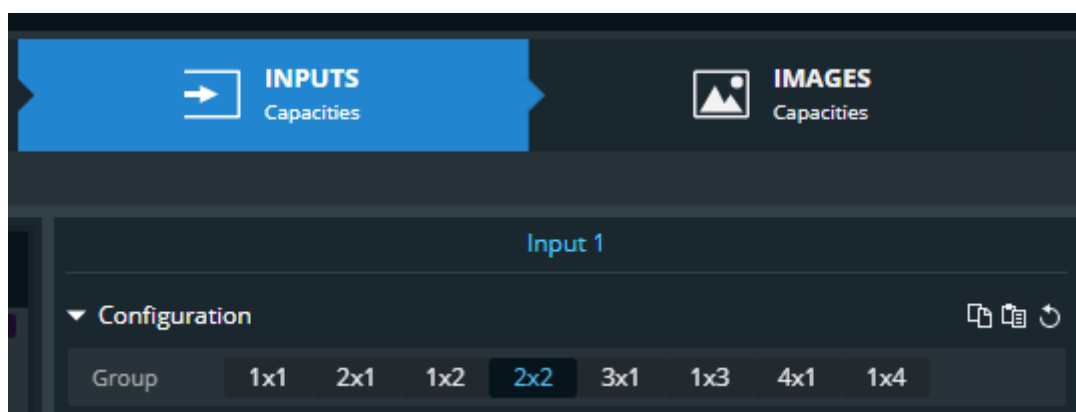 INPUTS
Capacities
IMAGES
Capacities
Input 1
Configuration
Group 1x1 2x1 1x2 2x2 3x1 1x3 4x1 1x4